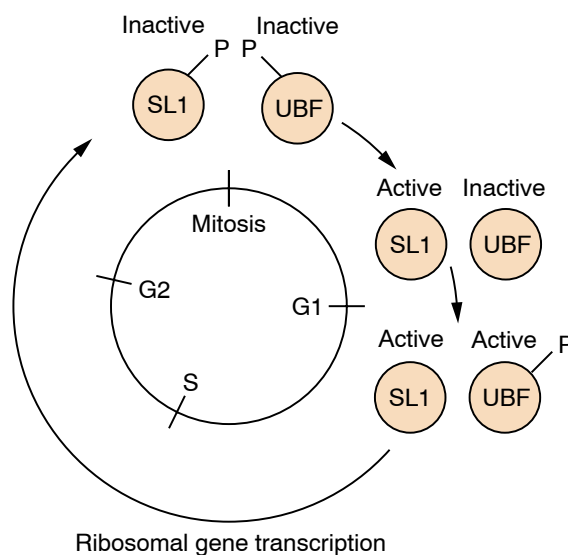 Inactive
Inactive
P
P
SL1
UBF
Active
Inactive
SL1
UBF
Mitosis
G2
G1
S
Active
Active
P
SL1
UBF
Ribosomal gene transcription